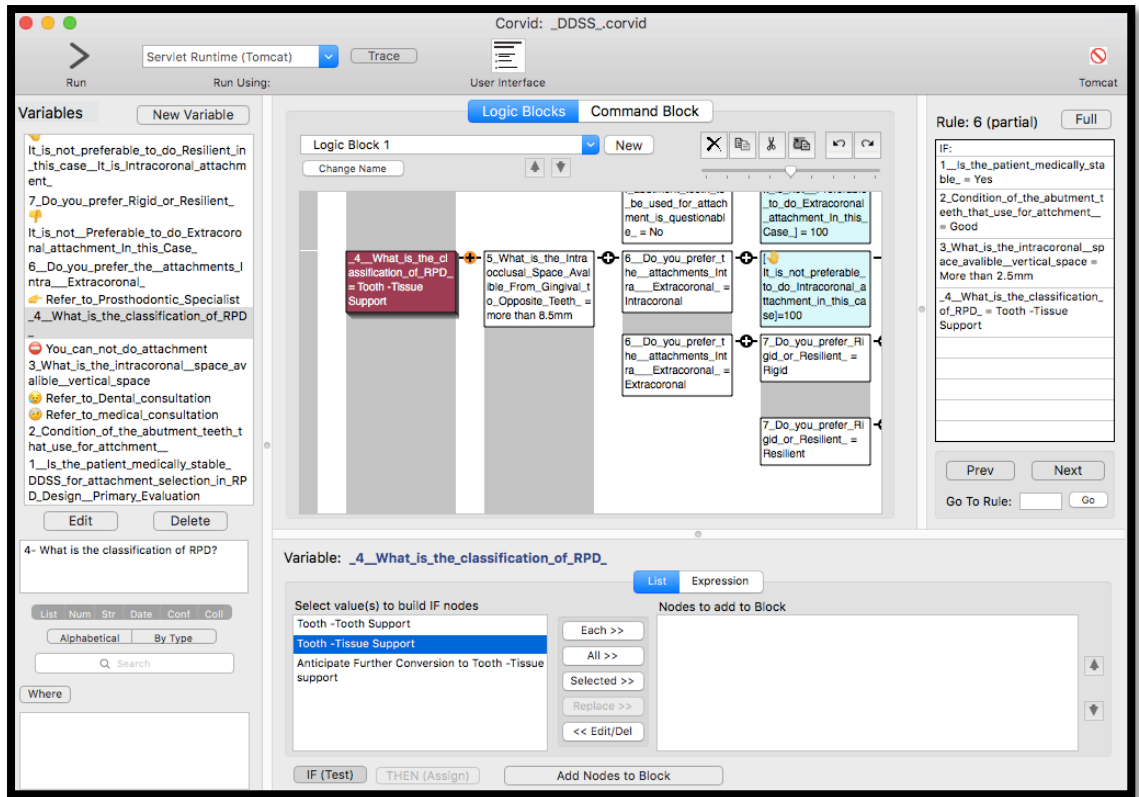 Corvid: _DDSS_.corvid
Servlet Runtime (Tomcat)
Trace
Run
Run Using:
User Interface
Tomcat
Variables
New Variable
It_is_not_preferable_to_do_Resilient_in
_this_case__It_is_Intracoronal_attachm
ent_
7_Do_you_prefer_Rigid_or_Resilient_
It_is_not__Preferable_to_do_Extracoro
nal_attachment_In_this_Case_
6__Do_you_prefer_the__attachments_I
ntra___Extracoronal_
Refer_to_Prosthodontic_Specialist
_4__What_is_the_classification_of_RPD
_
You_can_not_do_attachment
3_What_is_the_intracoronal__space_av
alible__vertical_space
Refer_to_Dental_consultation
Refer_to_medical_consultation
2_Condition_of_the_abutment_teeth_t
hat_use_for_attchment__
1__Is_the_patient_medically_stable_
DDSS_for_attachment_selection_in_RP
D_Design__Primary_Evaluation
Edit
Delete
4- What is the classification of RPD?
List Num Str Date Conf Coll
Alphabetical
By Type
Search
Where
Logic Blocks
Command Block
Logic Block 1
New
Change Name
_be_used_for_attach
ment_is_questionabl
e_ = No
_to_do_Extracoronal
_attachment_In_this_
Case_] = 100
_4__What_is_the_cl
assification_of_RPD_
= Tooth -Tissue
Support
5_What_is_the_Intra
occlusal_Space_Aval
ible_From_Gingival_t
o_Opposite_Teeth_ =
more than 8.5mm
6__Do_you_prefer_t
he__attachments_Int
ra___Extracoronal_ =
Intracoronal
[
It_is_not_preferable_
to_do_Intracoronal_a
ttachment_in_this_ca
se]=100
6__Do_you_prefer_t
he__attachments_Int
ra___Extracoronal_ =
Extracoronal
7_Do_you_prefer_Ri
gid_or_Resilient_ =
Rigid
7_Do_you_prefer_Ri
gid_or_Resilient_ =
Resilient
Rule: 6 (partial)
Full
IF:
1__Is_the_patient_medically_sta
ble_ = Yes
2_Condition_of_the_abutment_t
eeth_that_use_for_attchment__
= Good
3_What_is_the_intracoronal__sp
ace_avalible__vertical_space =
More than 2.5mm
_4__What_is_the_classification_
of_RPD_ = Tooth -Tissue
Support
Prev
Next
Go To Rule:
Go
Variable: _4__What_is_the_classification_of_RPD_
List
Expression
Select value(s) to build IF nodes
Nodes to add to Block
Tooth -Tooth Support
Tooth -Tissue Support
Anticipate Further Conversion to Tooth -Tissue
support
Each >>
All >>
Selected >>
Replace >>
<< Edit/Del
IF (Test)
THEN (Assign)
Add Nodes to Block